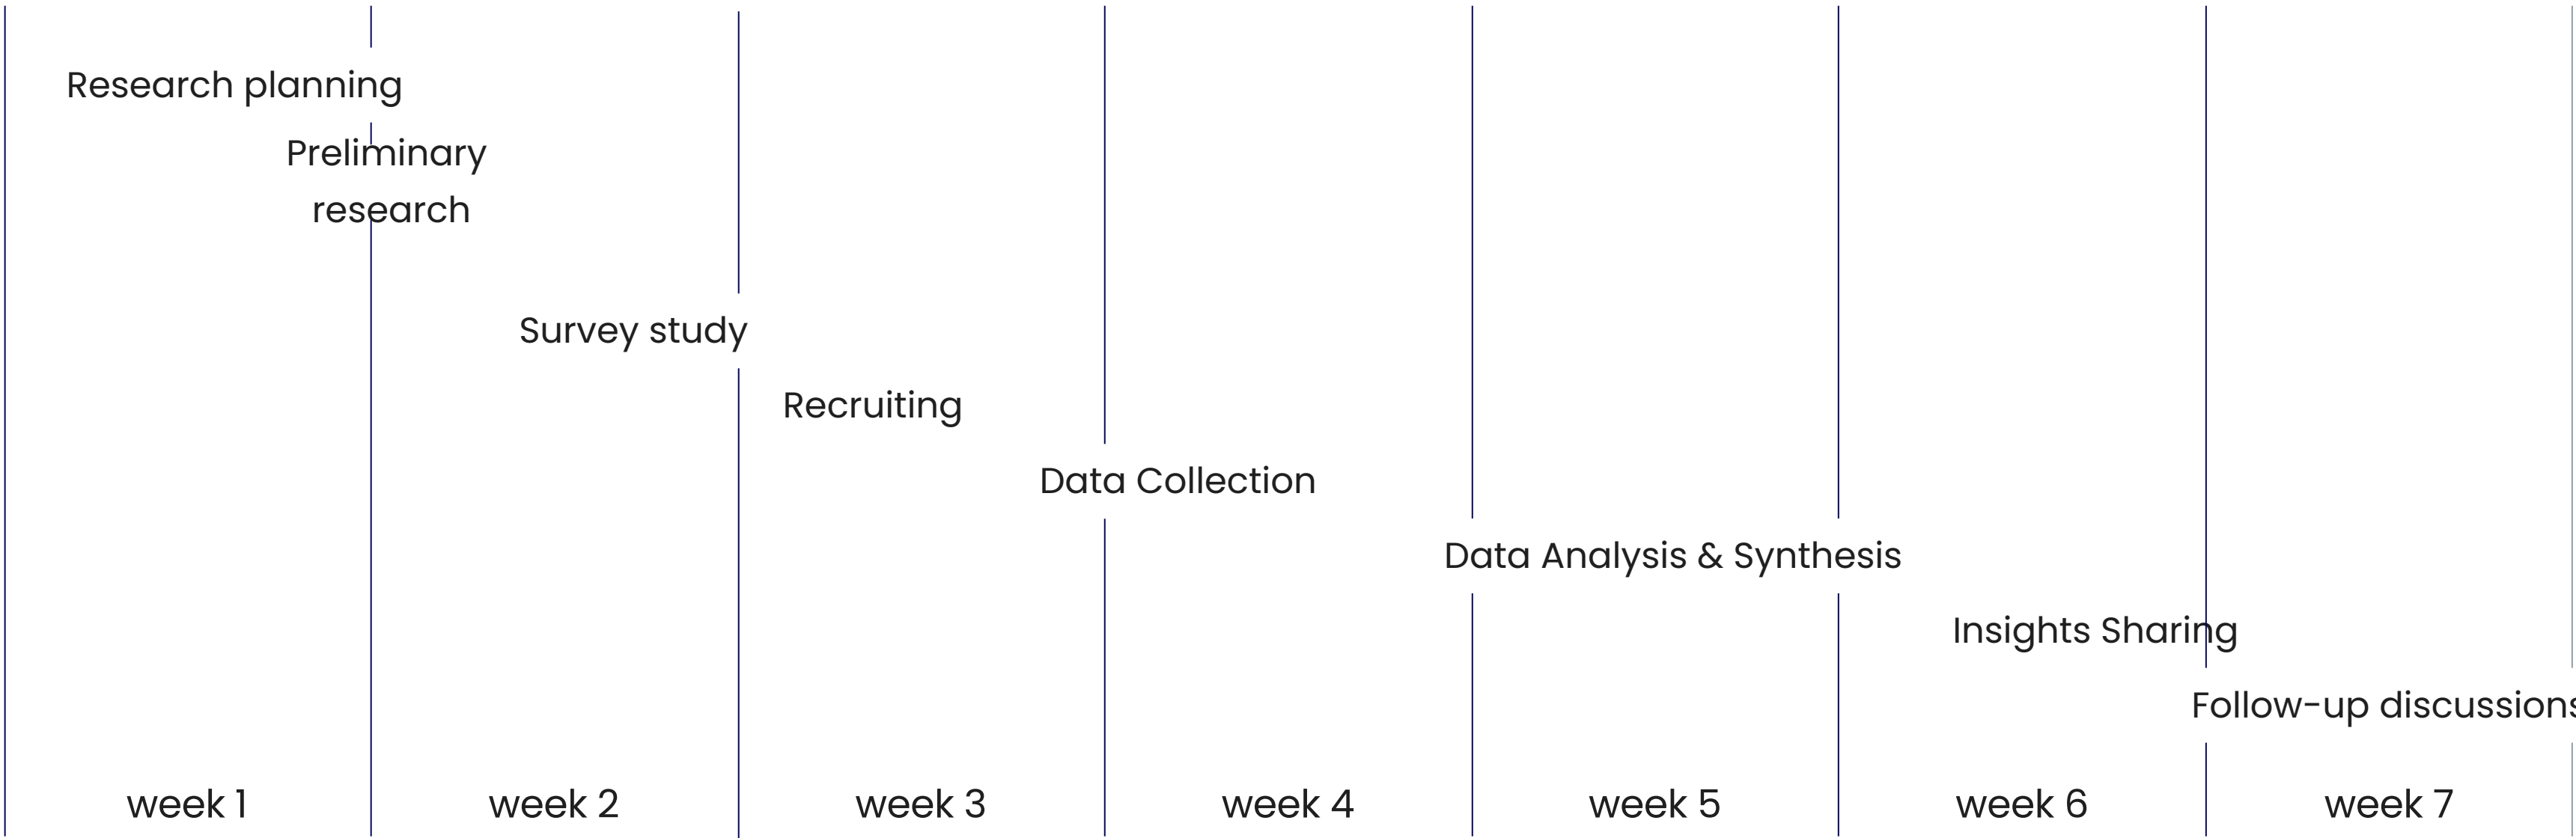 Research planning
Preliminary
research
Survey study
Recruiting
Data Collection
Data Analysis & Synthesis
Insights Sharing
Follow-up discussions
week 1
week 2
week 3
week 4
week 5
week 6
week 7